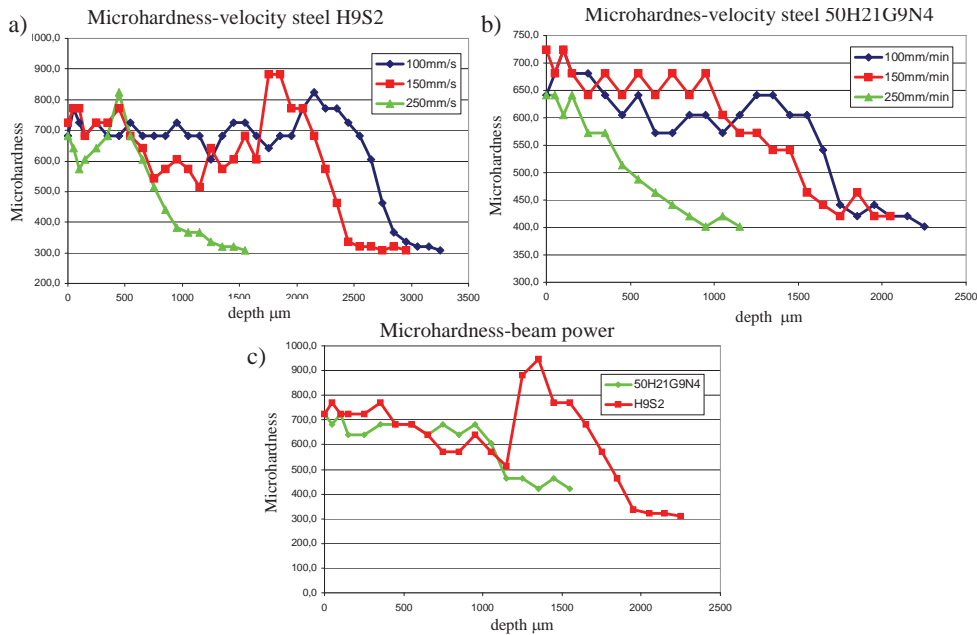 Microhardness-velocity steel H9S2
a)
1000,0
900,0
800,0
700,0
600,0
500,0
400,0
300,0
200,0
Microhardness
100mm/s
150mm/s
250mm/s
0 500 1000 1500 2000 2500 3000 3500
depth µm
Microhardnes-velocity steel 50H21G9N4
b)
750,0
700,0
650,0
600,0
550,0
500,0
450,0
400,0
350,0
300,0
Microhardness
100mm/min
150mm/min
250mm/min
0 500 1000 1500 2000 2500
depth µm
Microhardness-beam power
c)
1000,0
900,0
800,0
700,0
600,0
500,0
400,0
300,0
200,0
100,0
0,0
Microhardness
50H21G9N4
H9S2
0 500 1000 1500 2000 2500
depth µm